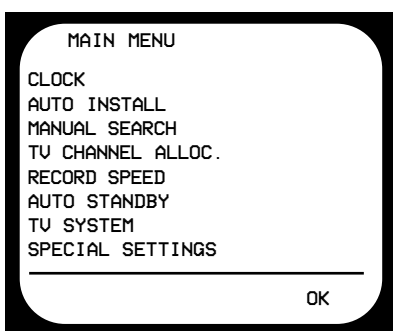 MAIN MENU
CLOCK
AUTO INSTALL
MANUAL SEARCH
TV CHANNEL ALLOC.
RECORD SPEED
AUTO STANDBY
TV SYSTEM
SPECIAL SETTINGS
OK